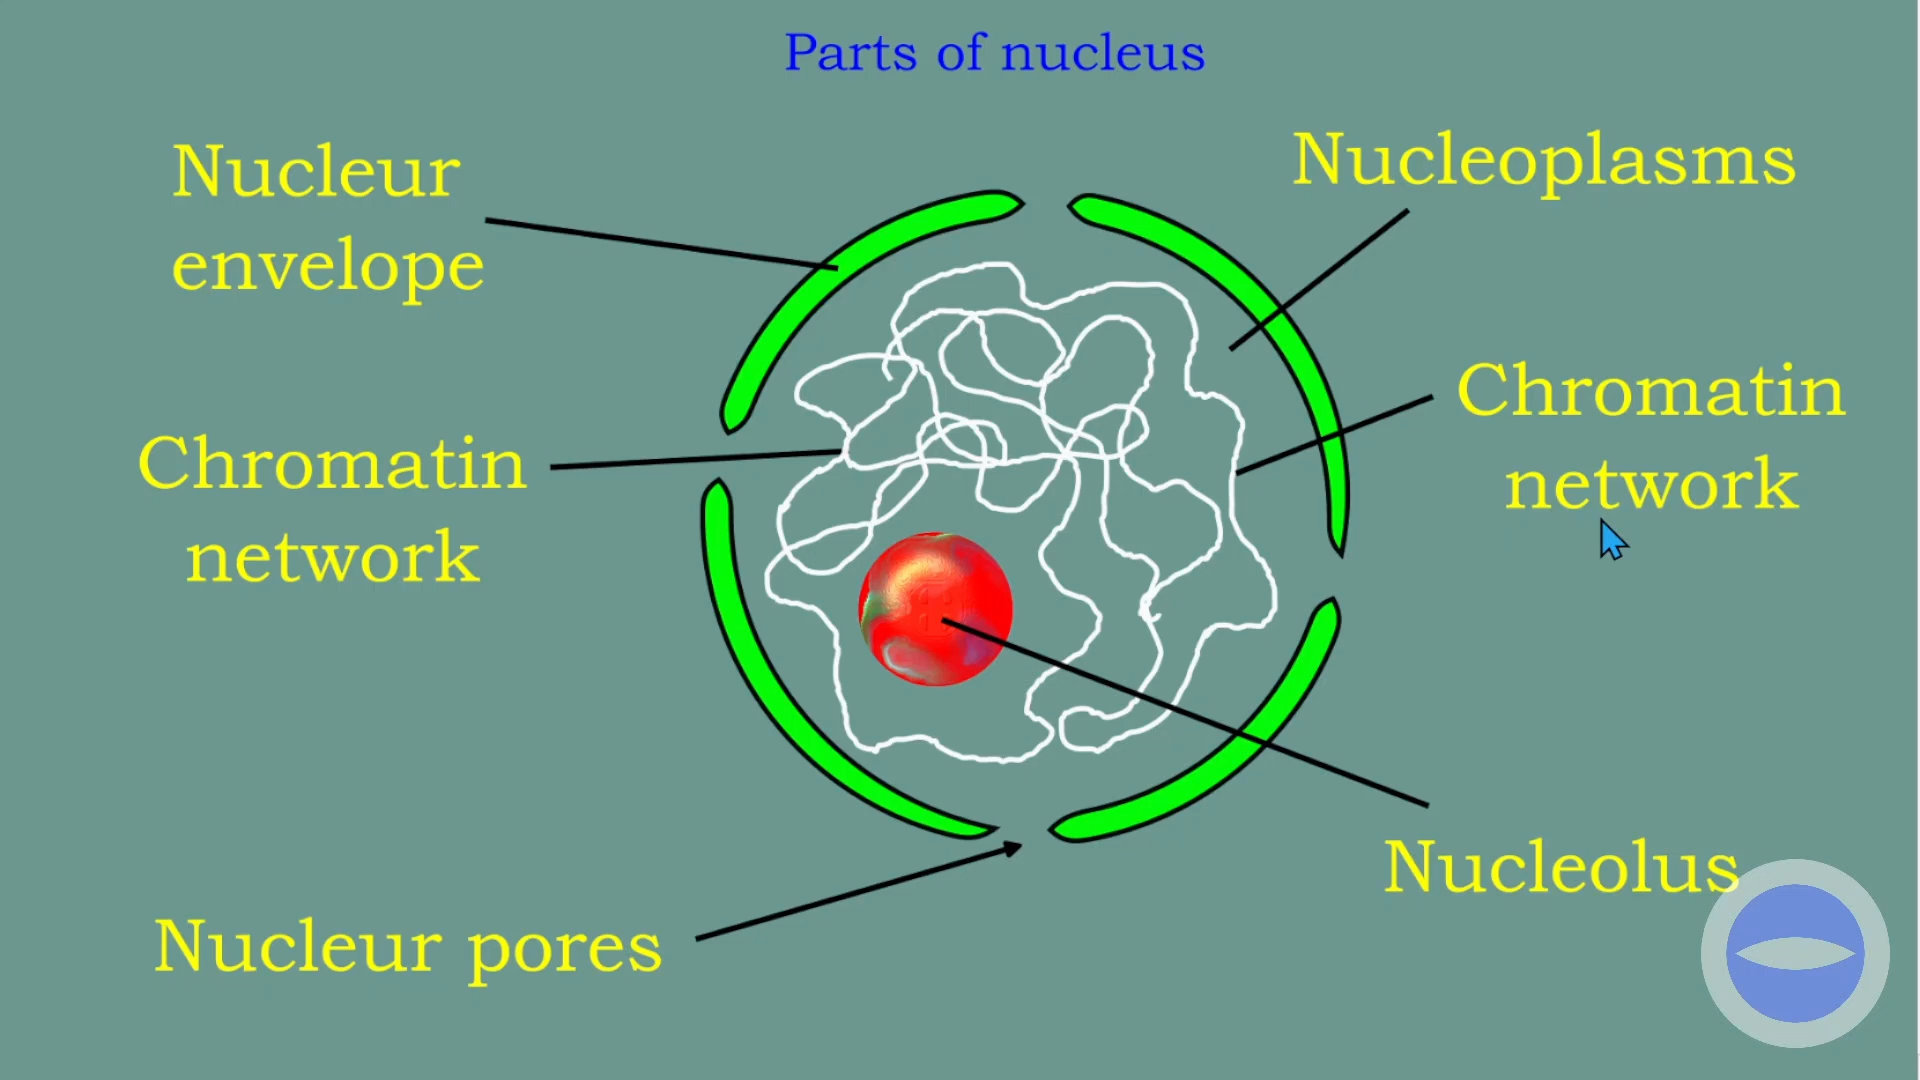 Parts of nucleus
Nucleur
envelope
Nucleoplasms
Chromatin
network
Chromatin
network
Nucleolus
Nucleur pores